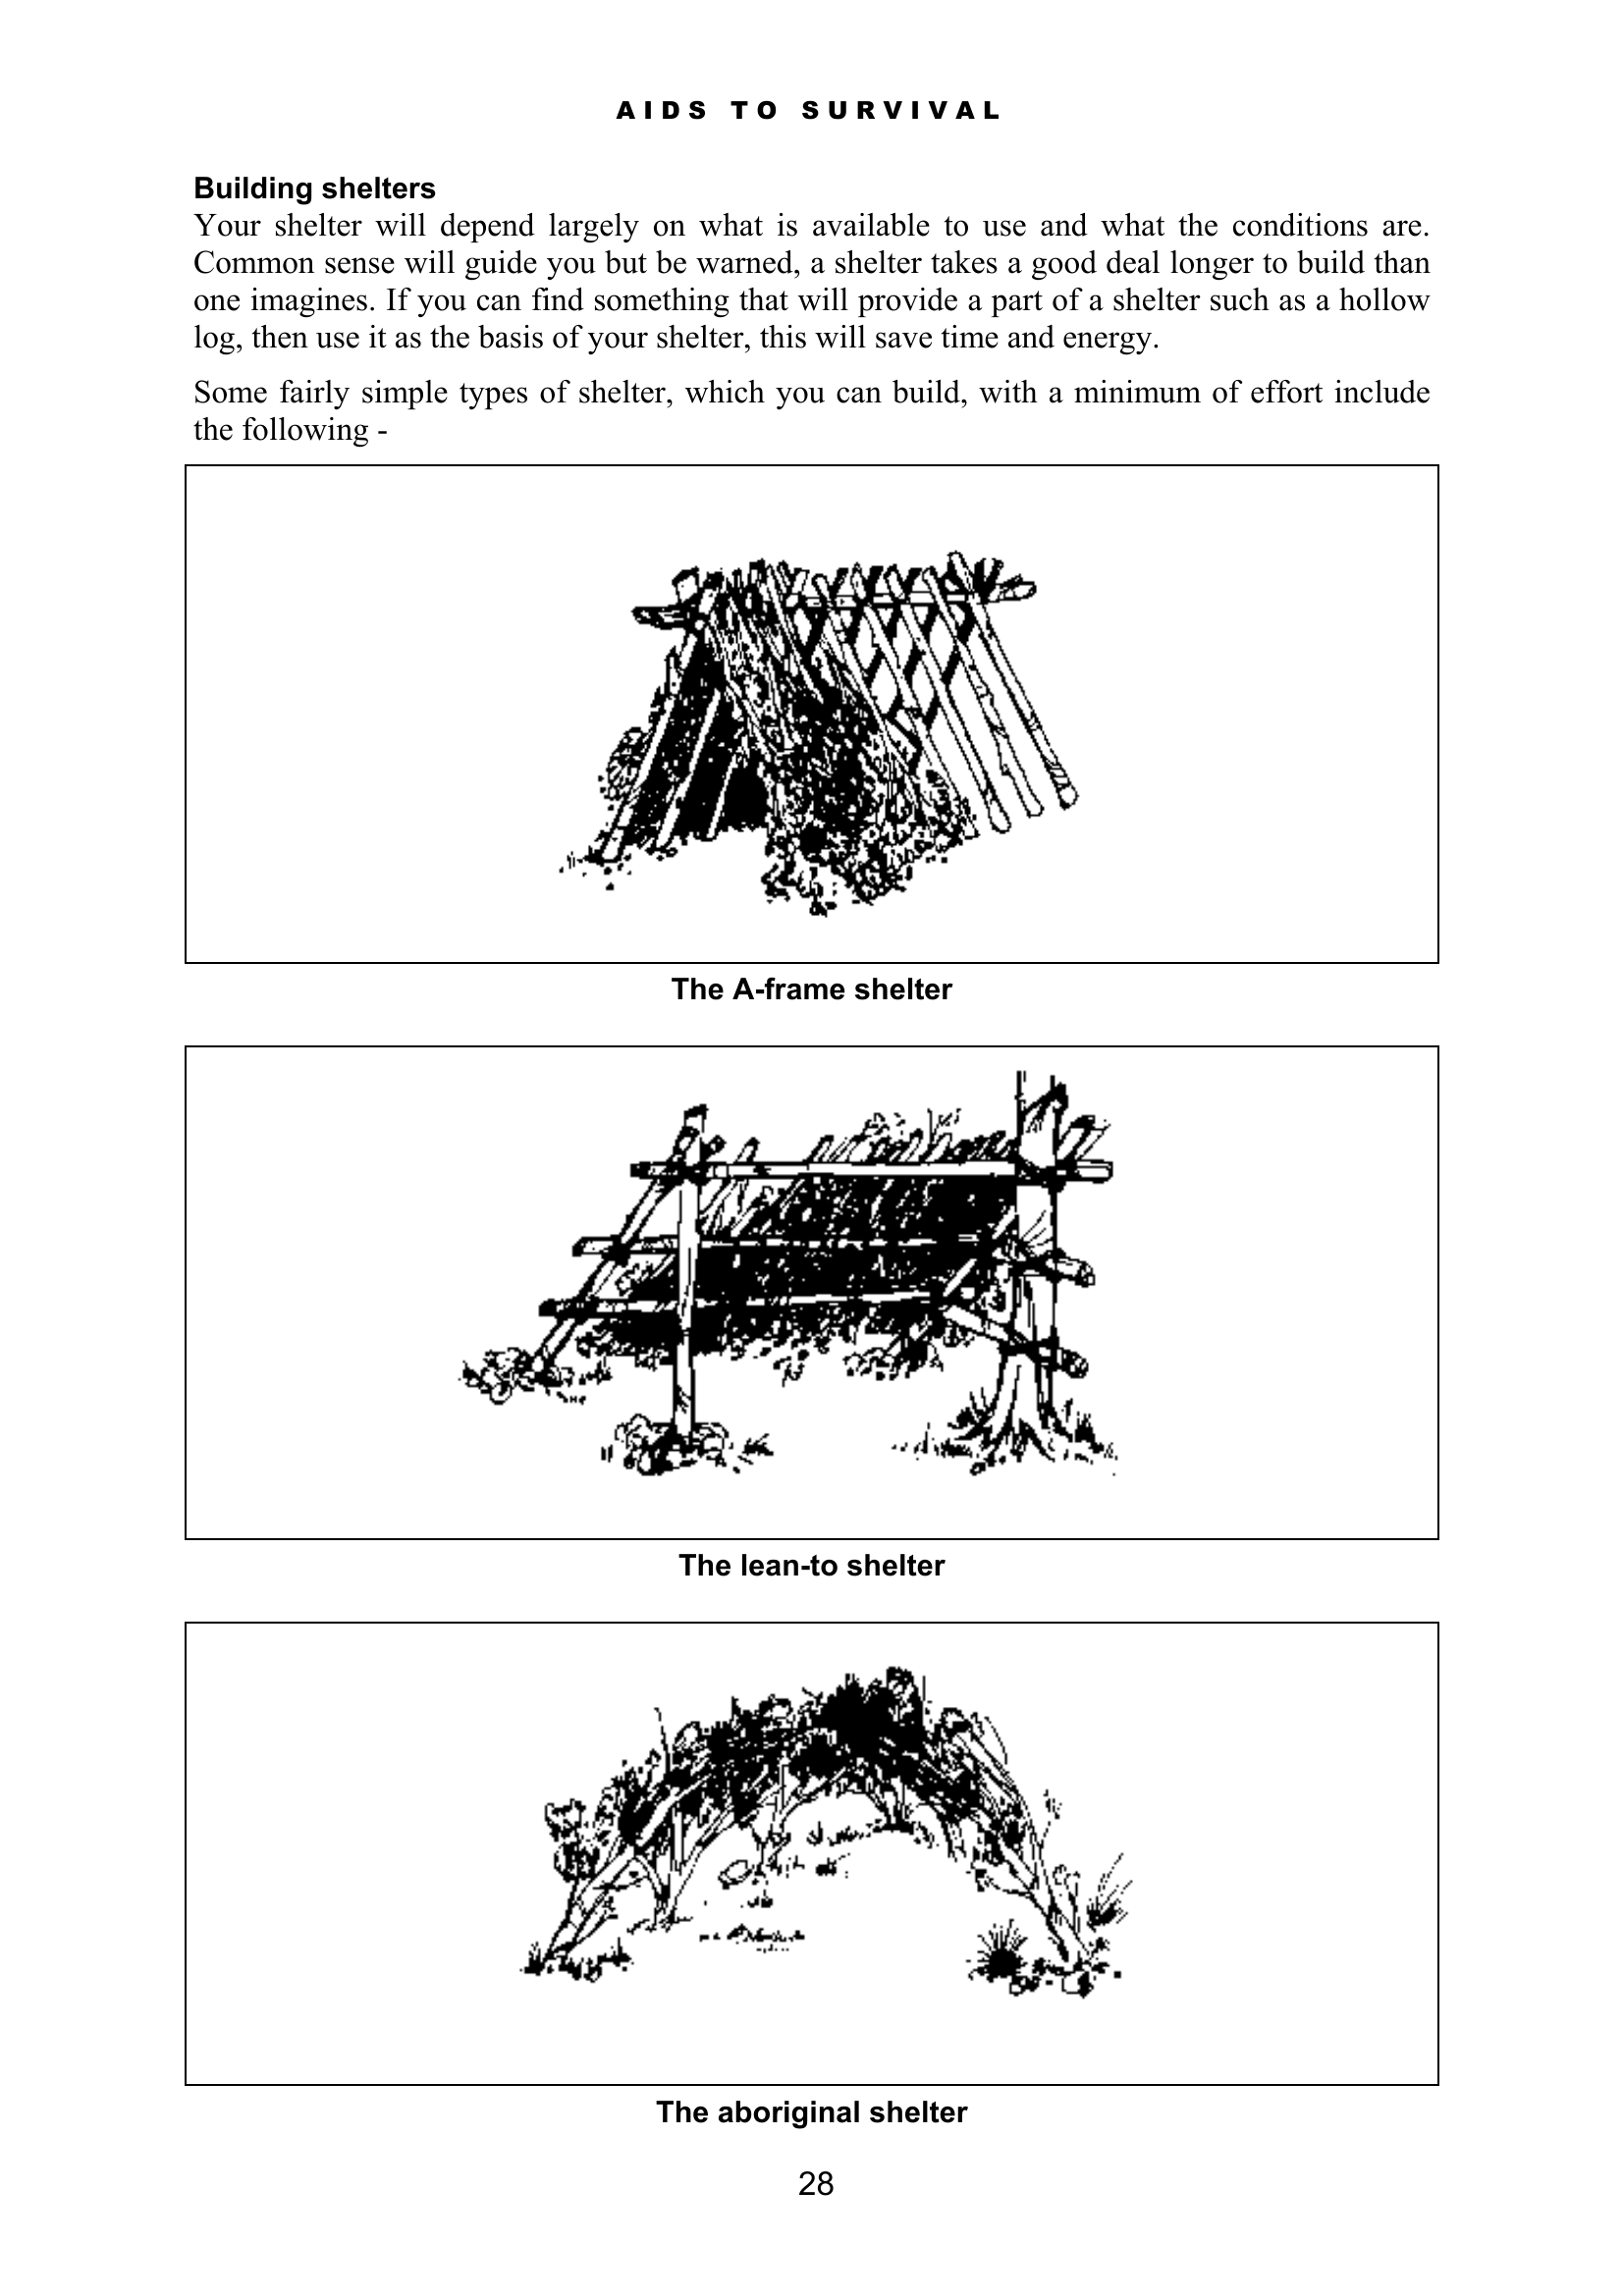 AIDS TO SURVIVAL
Building shelters
Your shelter will depend largely on what is available to use and what the conditions are.
Common sense will guide you but be warned, a shelter takes a good deal longer to build than
one imagines. If you can find something that will provide a part of a shelter such as a hollow
log, then use it as the basis of your shelter, this will save time and energy.
Some fairly simple types of shelter, which you can build, with a minimum of effort include
the following -
The A-frame shelter
The lean-to shelter
The aboriginal shelter
28